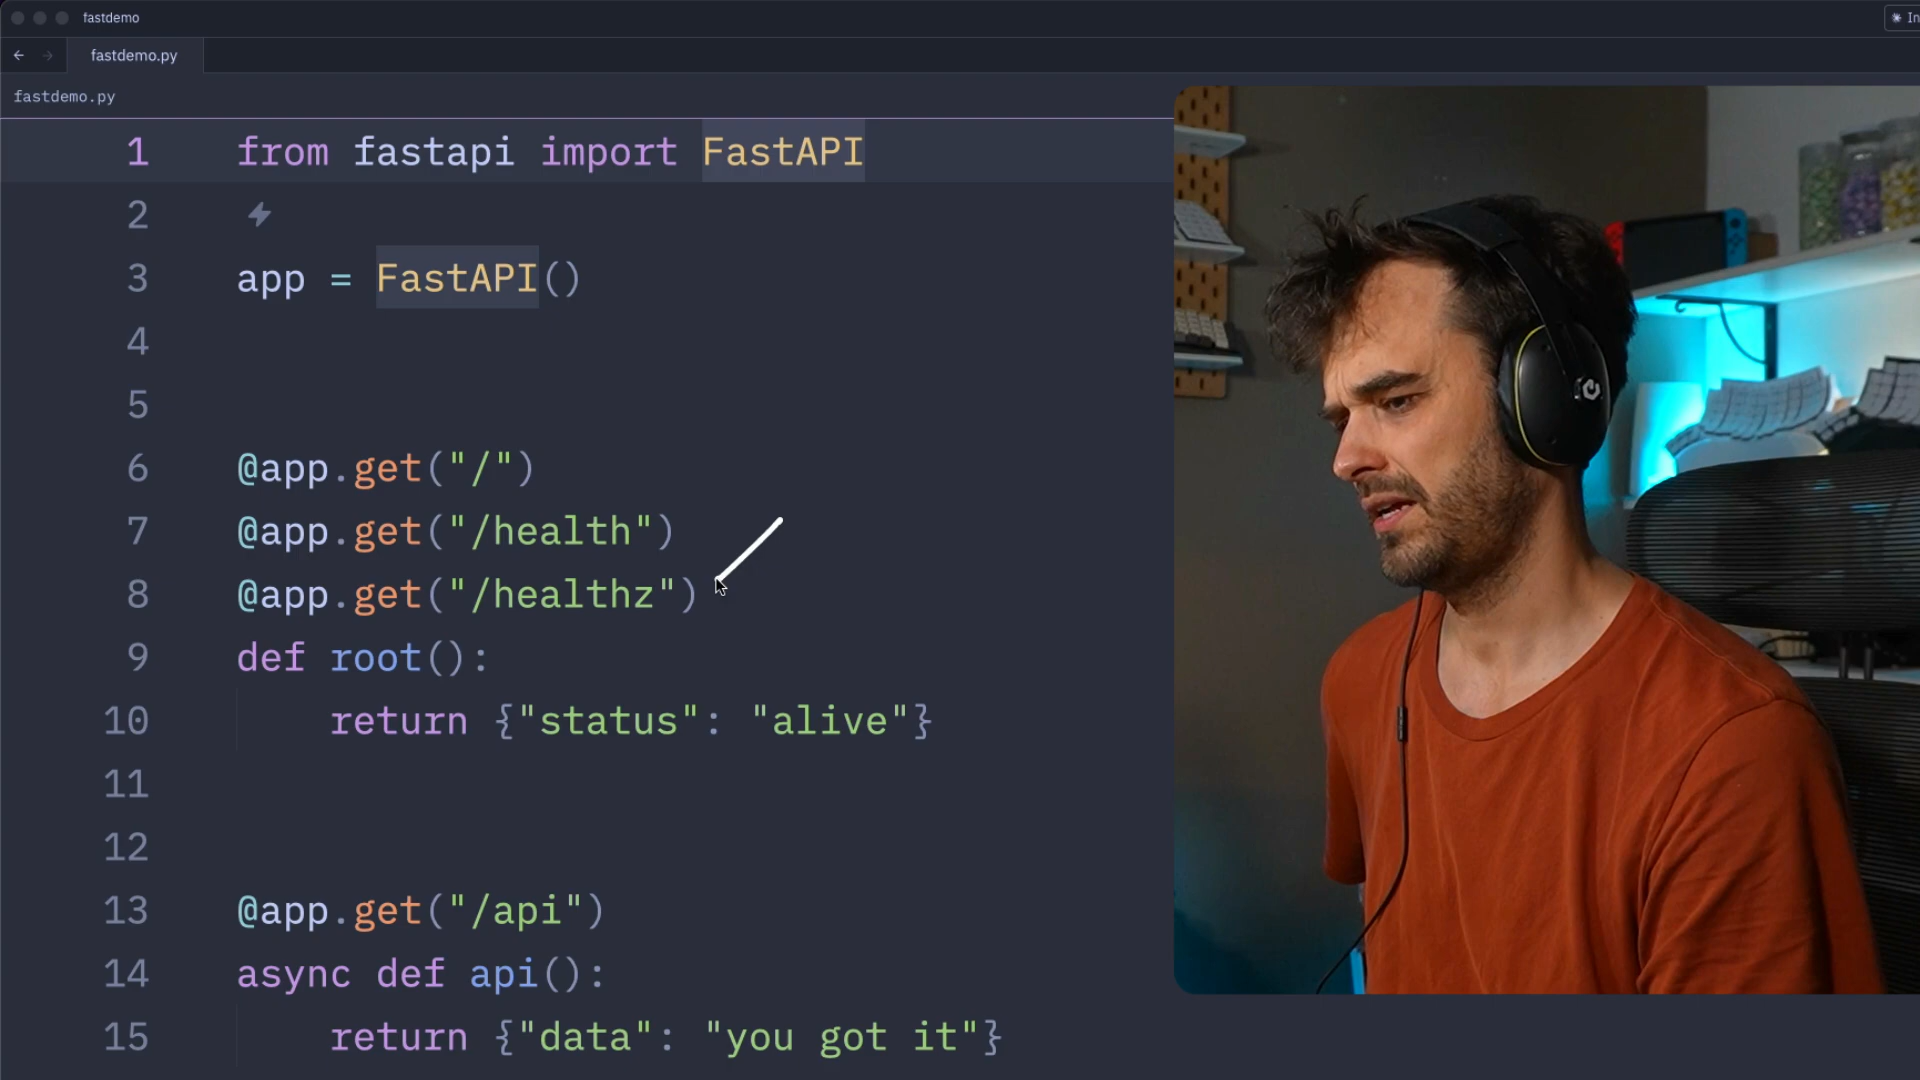 fastdemo
In
fastdemo.py
fastdemo.py
1 from fastapi import FastAPI
2
3 app = FastAPI()
4
5
6 @app.get("/")
7 @app.get("/health")
8 @app.get("/healthz")
9 def root():
10 return {"status": "alive"}
11
12
13 @app.get("/api")
14 async def api():
15 return {"data": "you got it"}